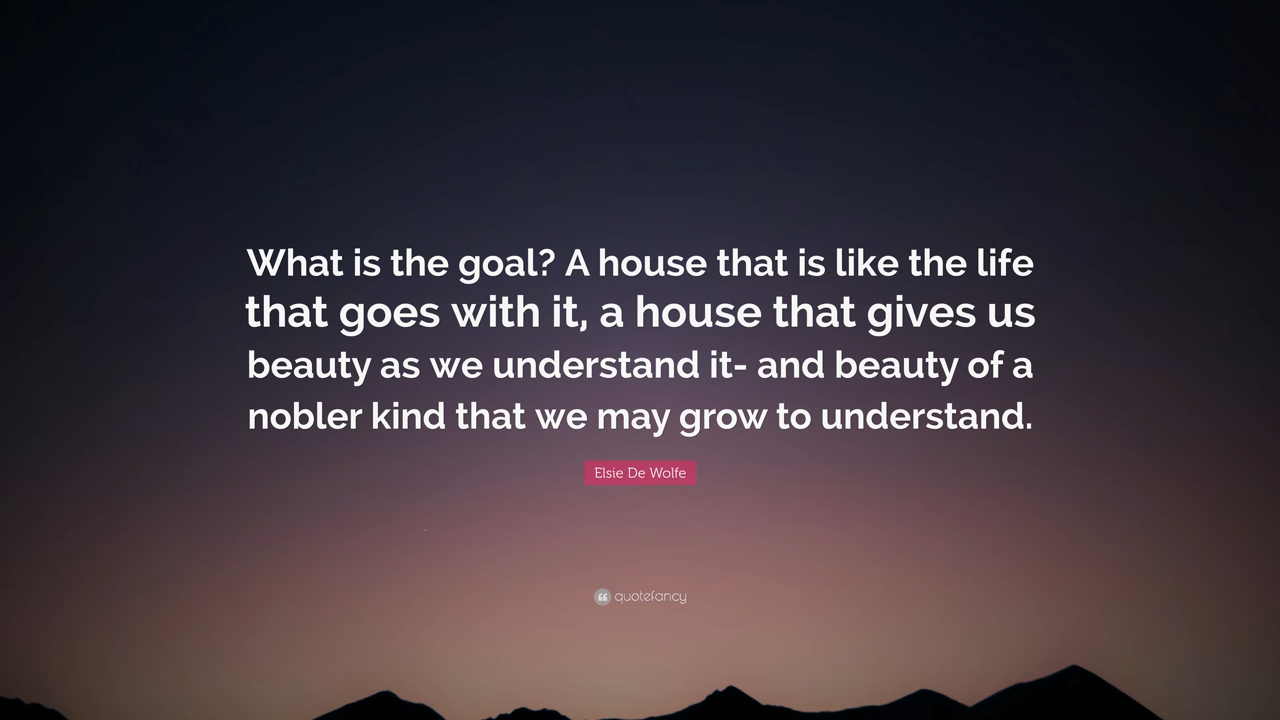 What is the goal? A house that is like the life
that goes with it, a house that gives us
beauty as we understand it- and beauty of a
nobler kind that we may grow to understand.
Elsie De Wolfe
quotefancy